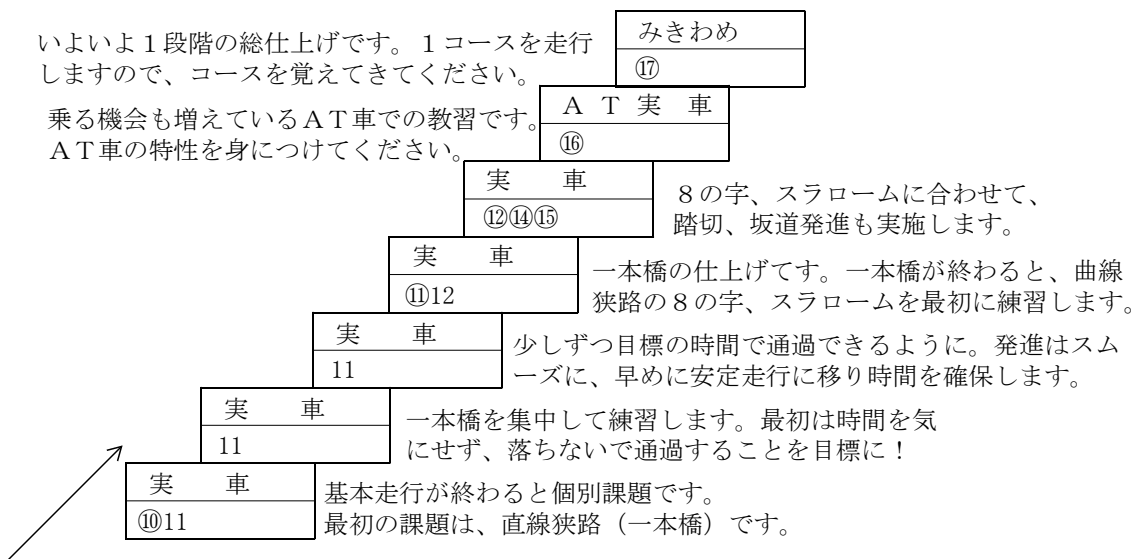 みきわめ
⑰
いよいよ１段階の総仕上げです。１コースを走行
しますので、コースを覚えてきてください。
ＡＴ実　車
⑯
乗る機会も増えているＡＴ車での教習です。
ＡＴ車の特性を身につけてください。
実　　車
⑫⑭⑮
８の字、スラロームに合わせて、
踏切、坂道発進も実施します。
実　　車
⑪12
一本橋の仕上げてす。一本橋が終わると、曲線
狭路の８の字、スラロームを最初に練習します。
実　　車
11
少しずつ目標の時間で通過できるように。発進はスム
ーズに、早めに安定走行に移り時間を確保します。
実　　車
11
一本橋を集中して練習します。最初は時間を気
にせず、落ちないで通過することを目標に！
実　　車
⑩11
基本走行が終わると個別課題です。
最初の課題は、直線狭路（一本橋）です。